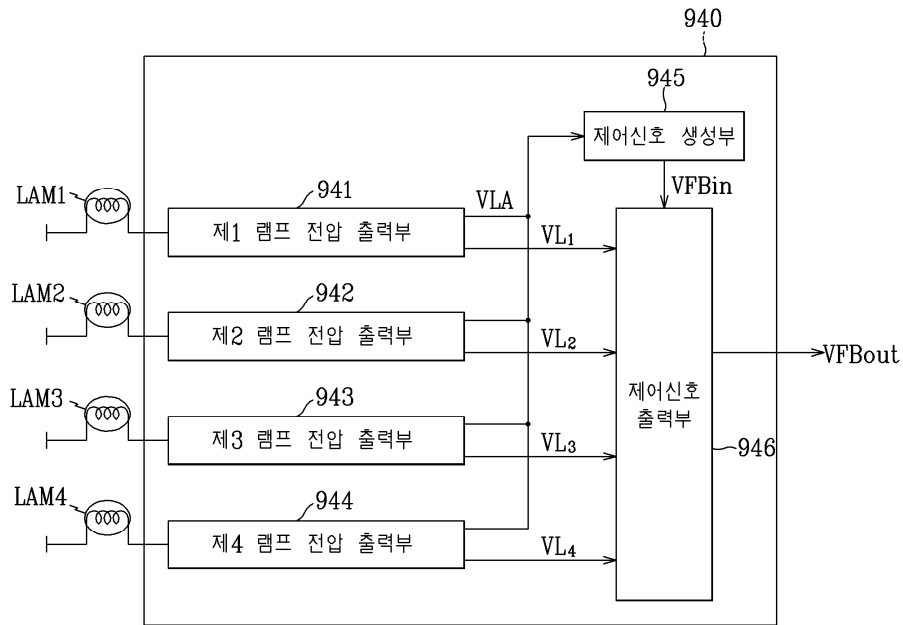 940
945
제어신호 생성부
LAM1
941
VLA
VFBin
제1 램프 전압 출력부
VL1
LAM2
942
제2 램프 전압 출력부
VL2
VFBout
LAM3
943
제어신호
출력부
제3 램프 전압 출력부
VL3
946
LAM4
944
제4 램프 전압 출력부
VL4